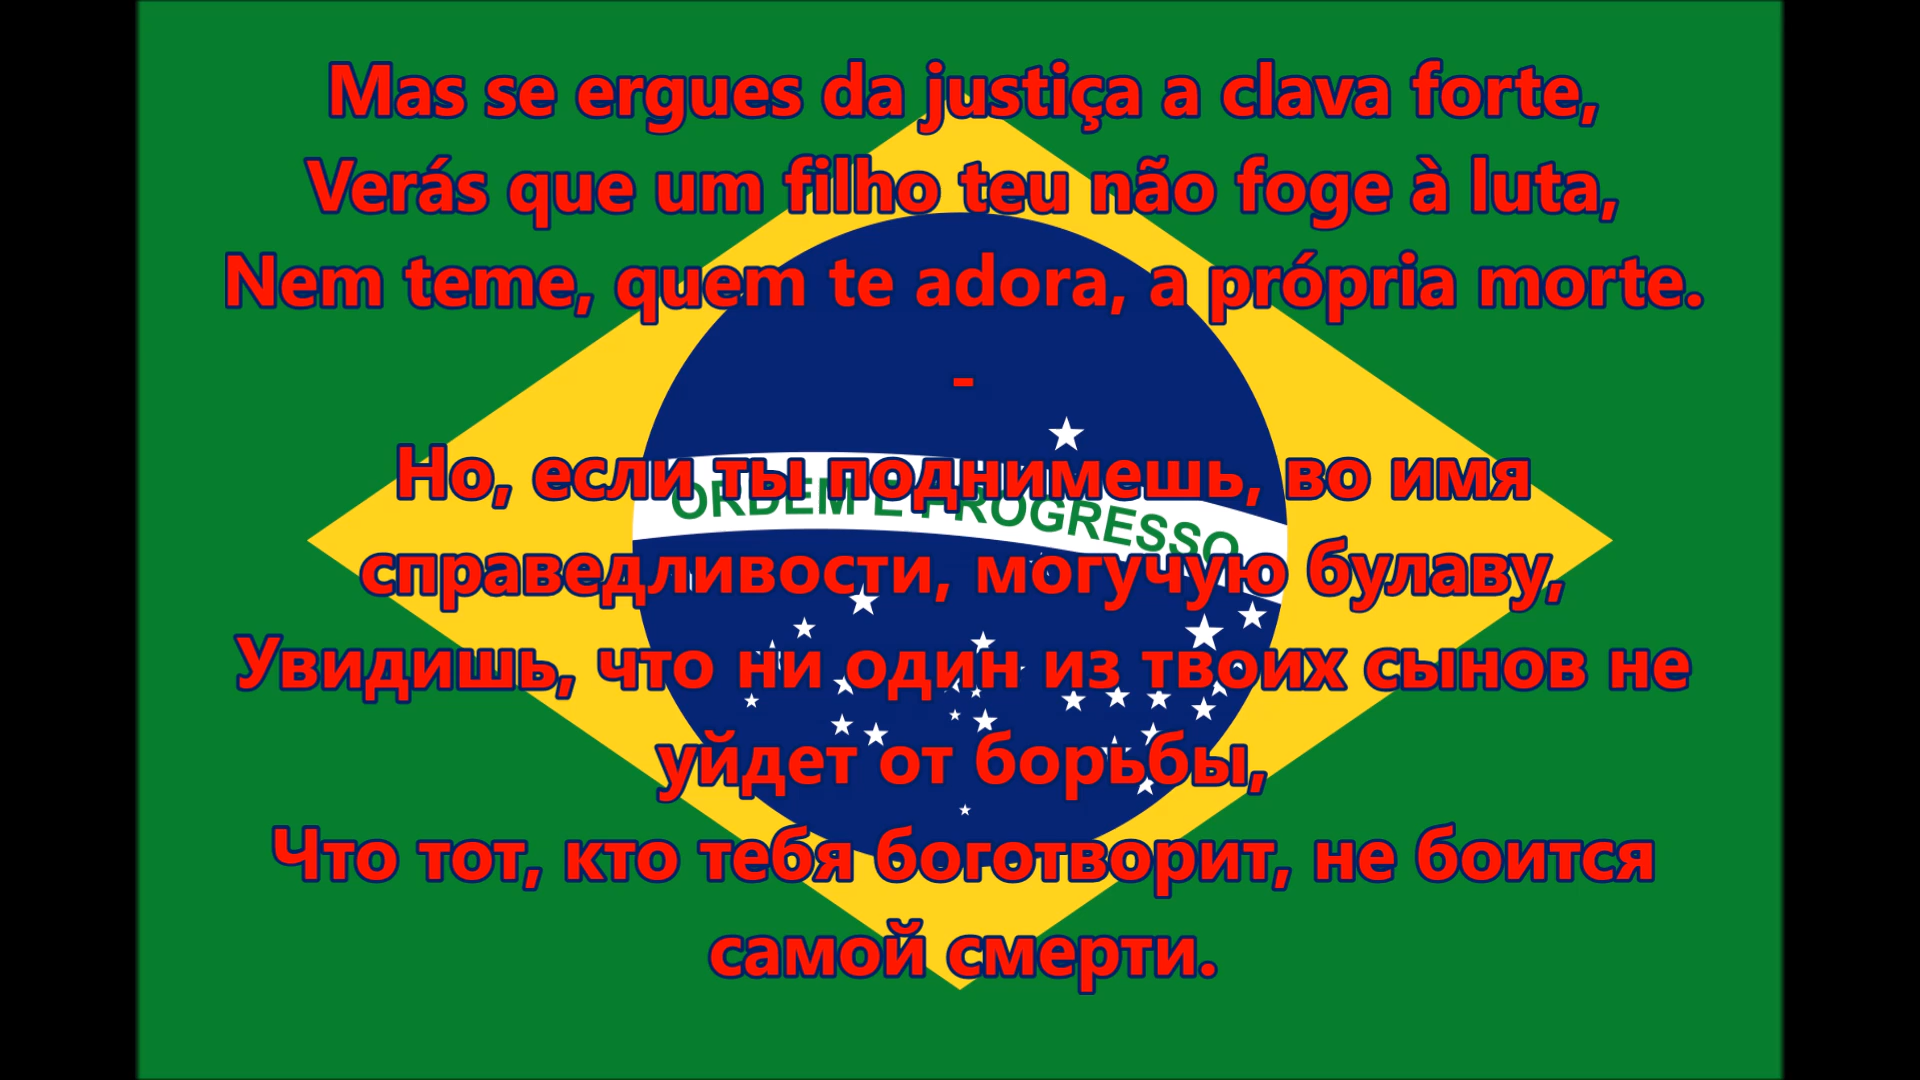 Mas se ergues da justiça a clava forte,
Verás que um filho teu não foge à luta,
Nem teme, quem te adora, a própria morte.
-
Но, если ты поднимешь, во имя
ORDEM E PROGRESSO
справедливости, могучую булаву,
Увидишь, что ни один из твоих сынов не
уйдет от борьбы,
Что тот, кто тебя боготворит, не боится
самой смерти.